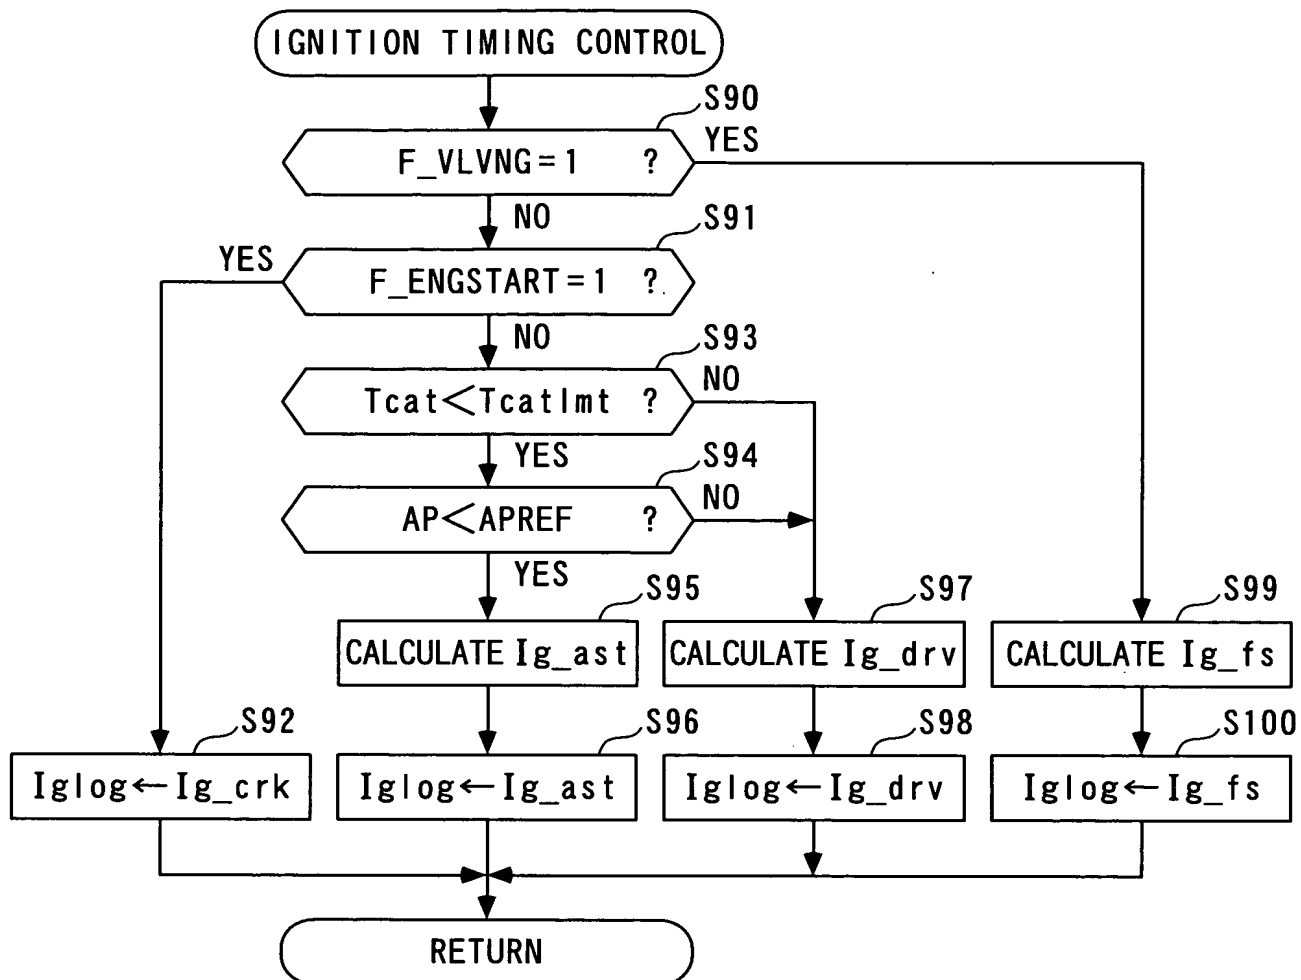 IGNITION TIMING CONTROL
S90
F_VLVNG=1 ?
YES
NO
S91
YES
F_ENGSTART=1 ?
NO
S93
Tcat<Tcatlmt ?
NO
YES
S94
AP<APREF ?
NO
YES
S95
S97
S99
CALCULATE Ig_ast
CALCULATE Ig_drv
CALCULATE Ig_fs
S92
S96
S98
S100
Iglog←Ig_crk
Iglog←Ig_ast
Iglog←Ig_drv
Iglog←Ig_fs
RETURN